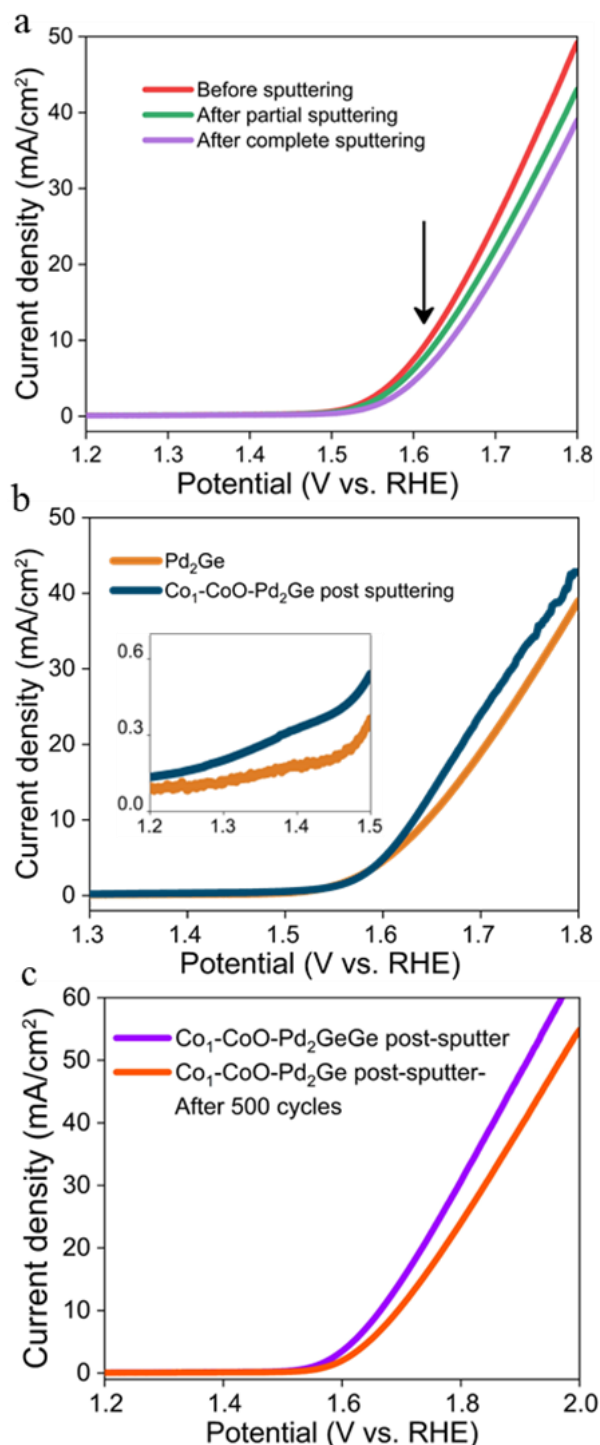 a
50
40
30
20
10
0
Current density (mA/cm²)
Before sputtering
After partial sputtering
After complete sputtering
1.2 1.3 1.4 1.5 1.6 1.7 1.8
Potential (V vs. RHE)
b
50
40
30
20
10
0
Current density (mA/cm²)
Pd₂Ge
Co₁-CoO-Pd₂Ge post sputtering
0.6
0.3
0.0
1.2 1.3 1.4 1.5
1.3 1.4 1.5 1.6 1.7 1.8
Potential (V vs. RHE)
c
60
50
40
30
20
10
0
Current density (mA/cm²)
Co₁-CoO-Pd₂GeGe post-sputter
Co₁-CoO-Pd₂Ge post-sputter-
After 500 cycles
1.2 1.4 1.6 1.8 2.0
Potential (V vs. RHE)